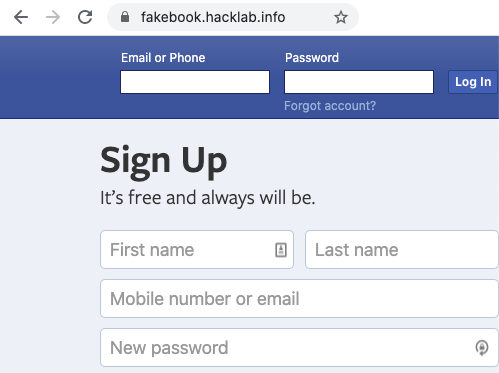 fakebook.hacklab.info
Email or Phone Password
Log In
Forgot account?
Sign Up
It's free and always will be.
First name Last name
Mobile number or email
New password